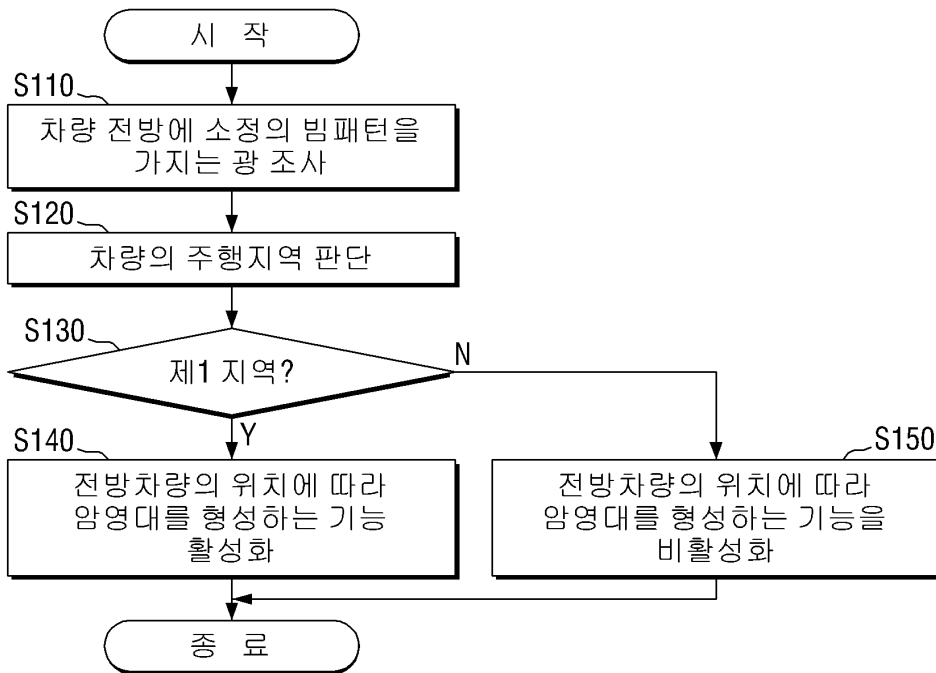 시 작
S110
차량 전방에 소정의 빔패턴을
가지는 광 조사
S120
차량의 주행지역 판단
S130
제1 지역?
N
Y
S140
전방차량의 위치에 따라
암영대를 형성하는 기능
활성화
S150
전방차량의 위치에 따라
암영대를 형성하는 기능을
비활성화
종 료